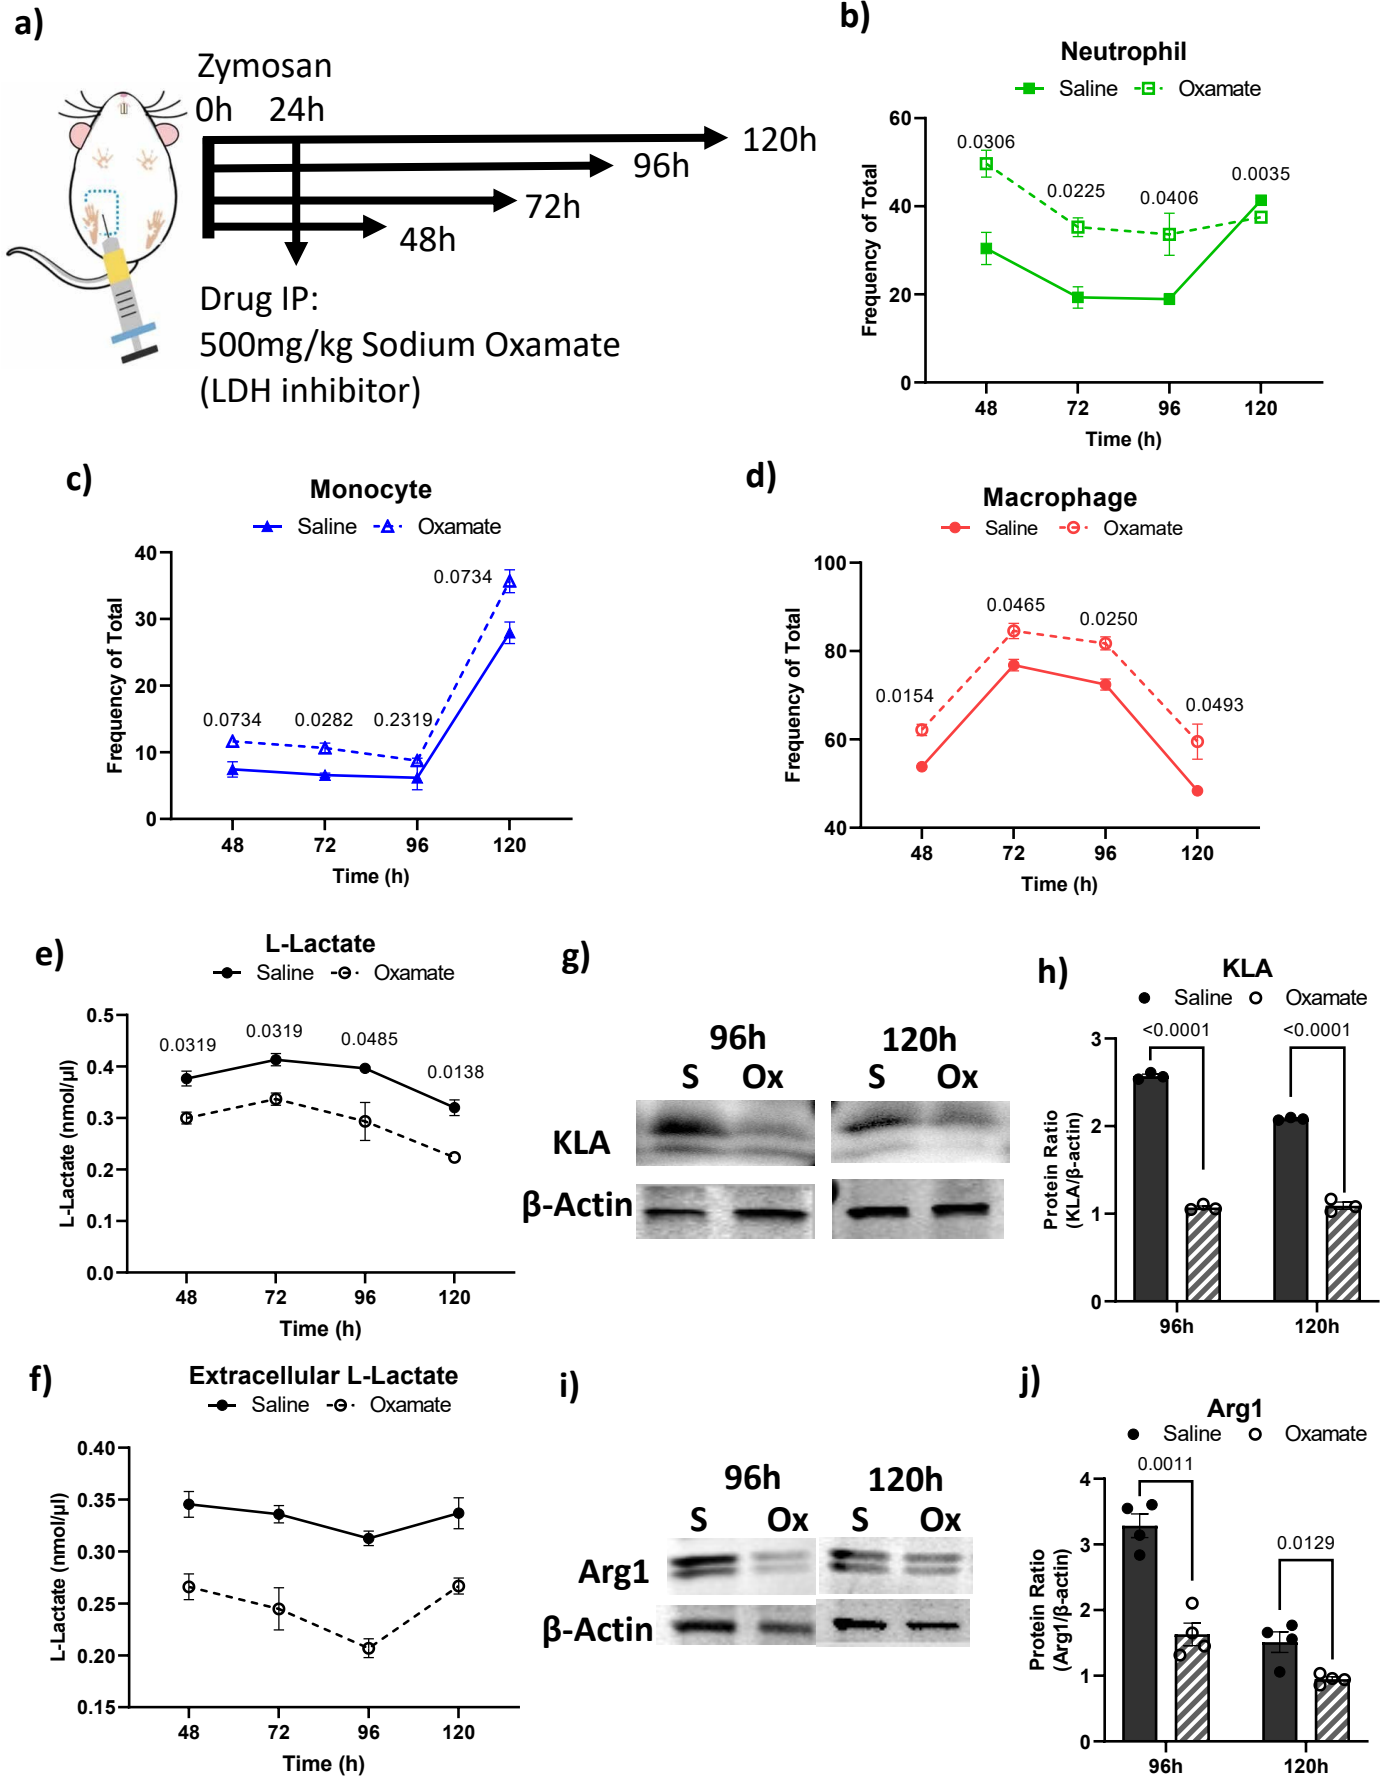 a)
Zymosan
0h 24h
120h
96h
72h
48h
Drug IP:
500mg/kg Sodium Oxamate
(LDH inhibitor)
b)
Neutrophil
Saline Oxamate
Frequency of Total
60
40
20
0
0.0306
0.0225
0.0406
0.0035
48 72 96 120
Time (h)
c)
Monocyte
Saline Oxamate
Frequency of Total
40
30
20
10
0
0.0734
0.0282
0.2319
0.0734
48 72 96 120
Time (h)
d)
Macrophage
Saline Oxamate
Frequency of Total
100
80
60
40
0.0154
0.0465
0.0250
0.0493
48 72 96 120
Time (h)
e)
L-Lactate
Saline Oxamate
L-Lactate (nmol/µl)
0.5
0.4
0.3
0.2
0.1
0.0
0.0319
0.0319
0.0485
0.0138
48 72 96 120
Time (h)
f)
Extracellular L-Lactate
Saline Oxamate
L-Lactate (nmol/µl)
0.40
0.35
0.30
0.25
0.20
0.15
48 72 96 120
Time (h)
g)
96h 120h
S Ox S Ox
KLA
β-Actin
h)
KLA
Saline Oxamate
Protein Ratio
(KLA/β-actin)
3
2
1
0
<0.0001 <0.0001
96h 120h
i)
96h 120h
S Ox S Ox
Arg1
β-Actin
j)
Arg1
Saline Oxamate
Protein Ratio
(Arg1/β-actin)
4
3
2
1
0
0.0011
0.0129
96h 120h